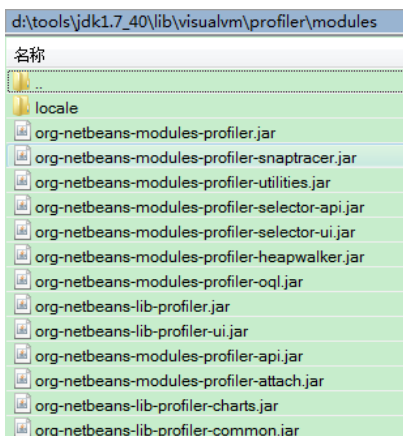 d:\tools\jdk1.7_40\lib\visualvm\profiler\modules
名称
..
locale
org-netbeans-modules-profiler.jar
org-netbeans-modules-profiler-snaptracer.jar
org-netbeans-modules-profiler-utilities.jar
org-netbeans-modules-profiler-selector-api.jar
org-netbeans-modules-profiler-selector-ui.jar
org-netbeans-modules-profiler-heapwalker.jar
org-netbeans-modules-profiler-oql.jar
org-netbeans-lib-profiler.jar
org-netbeans-lib-profiler-ui.jar
org-netbeans-modules-profiler-api.jar
org-netbeans-modules-profiler-attach.jar
org-netbeans-lib-profiler-charts.jar
org-netbeans-lib-profiler-common.jar